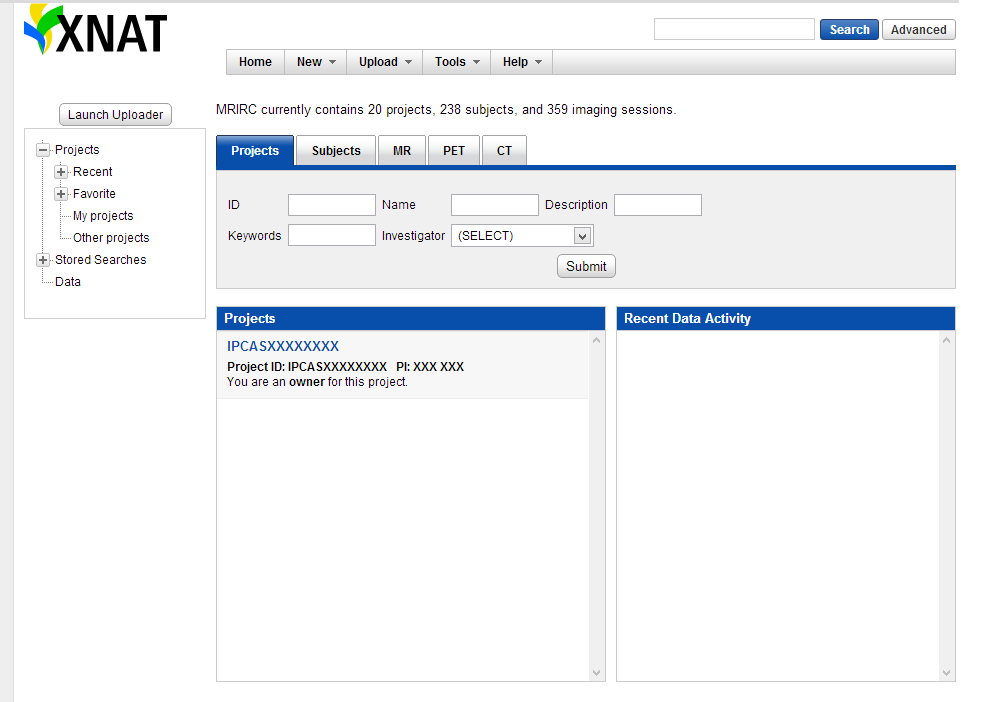 XNAT
Search Advanced
Home New Upload Tools Help
Launch Uploader
MRIRC currently contains 20 projects, 238 subjects, and 359 imaging sessions.
Projects
Recent
Favorite
My projects
Other projects
Stored Searches
Data
Projects Subjects MR PET CT
ID Name Description
Keywords Investigator (SELECT)
Submit
Projects
IPCASXXXXXXXX
Project ID: IPCASXXXXXXXX PI: XXX XXX
You are an owner for this project.
Recent Data Activity